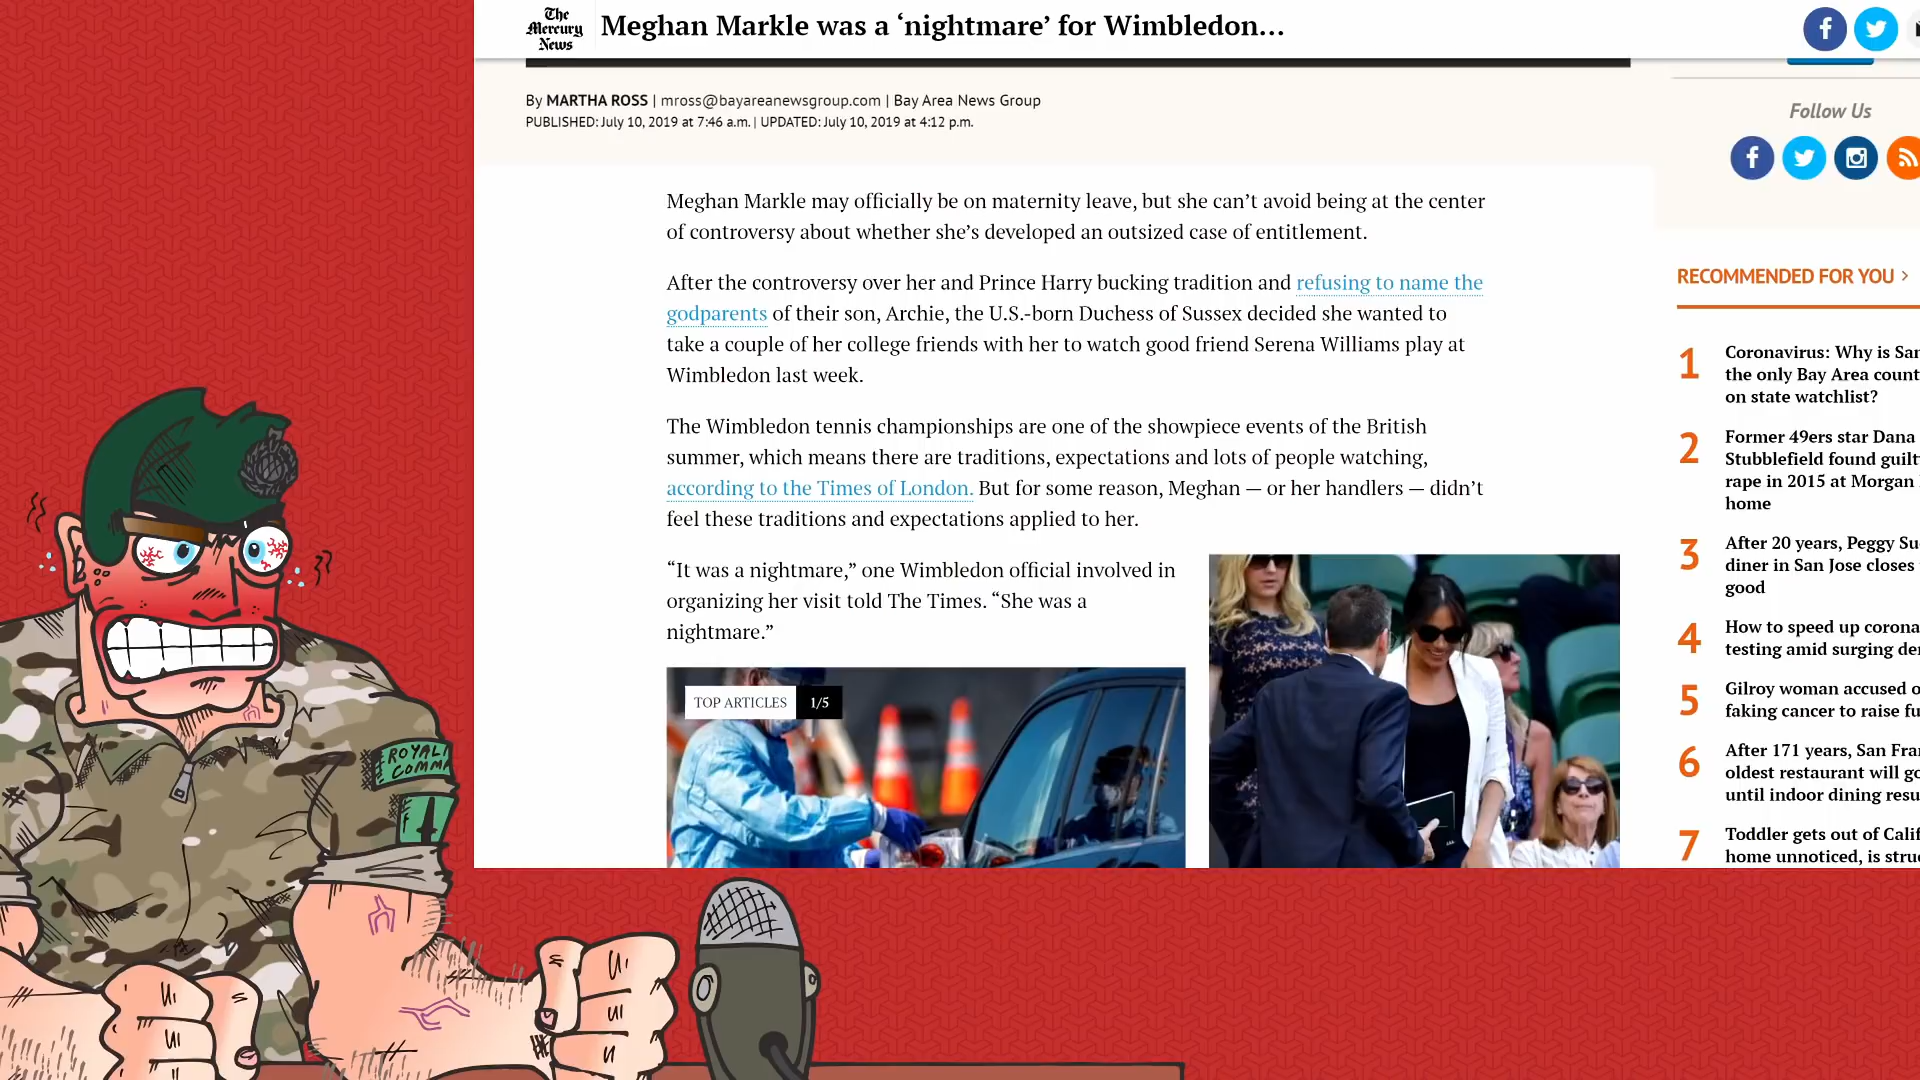 The
Mercury
News
Meghan Markle was a ‘nightmare’ for Wimbledon...
By MARTHA ROSS | mross@bayareanewsgroup.com | Bay Area News Group
PUBLISHED: July 10, 2019 at 7:46 a.m. | UPDATED: July 10, 2019 at 4:12 p.m.
Meghan Markle may officially be on maternity leave, but she can’t avoid being at the center
of controversy about whether she’s developed an outsized case of entitlement.
After the controversy over her and Prince Harry bucking tradition and refusing to name the
godparents of their son, Archie, the U.S.-born Duchess of Sussex decided she wanted to
take a couple of her college friends with her to watch good friend Serena Williams play at
Wimbledon last week.
The Wimbledon tennis championships are one of the showpiece events of the British
summer, which means there are traditions, expectations and lots of people watching,
according to the Times of London. But for some reason, Meghan — or her handlers — didn’t
feel these traditions and expectations applied to her.
“It was a nightmare,” one Wimbledon official involved in
organizing her visit told The Times. “She was a
nightmare.”
TOP ARTICLES 1/5
Follow Us
RECOMMENDED FOR YOU >
1
Coronavirus: Why is
the only Bay Area
on state watchlist?
2
Former 49ers star Dana
Stubblefield found
rape in 2015 at Morgan
home
3
After 20 years, Peggy
diner in San Jose closes
good
4
How to speed up
testing amid surging
5
Gilroy woman accused
faking cancer to raise
6
After 171 years, San
oldest restaurant will
until indoor dining
7
Toddler gets out of
home unnoticed, is
ROYAL
COMM